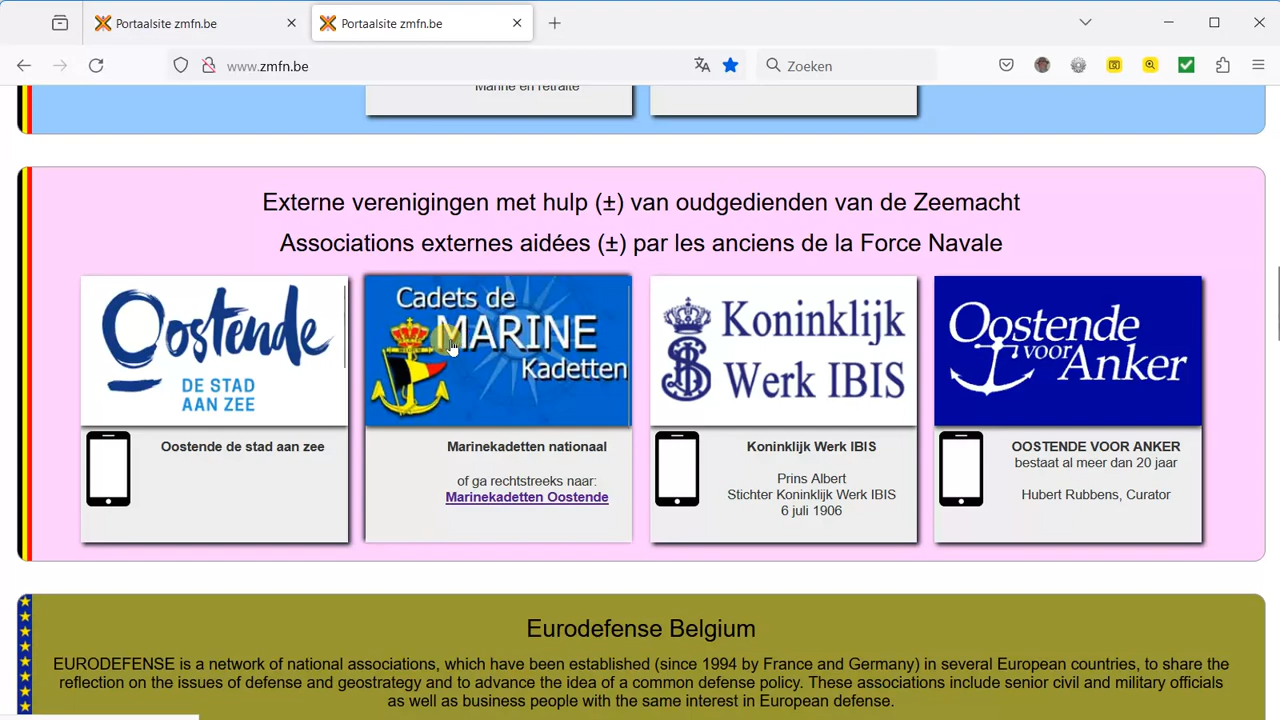 Portaalsite zmfn.be
Portaalsite zmfn.be
www.zmfn.be
Zoeken
Marine en retraite
Externe verenigingen met hulp (±) van oudgedienden van de Zeemacht
Associations externes aidées (±) par les anciens de la Force Navale
Oostende
DE STAD
AAN ZEE
Oostende de stad aan zee
Cadets de
MARINE
Kadetten
Marinekadetten nationaal
of ga rechtstreeks naar:
Marinekadetten Oostende
Koninklijk
Werk IBIS
Koninklijk Werk IBIS
Prins Albert
Stichter Koninklijk Werk IBIS
6 juli 1906
Oostende
voor
Anker
OOSTENDE VOOR ANKER
bestaat al meer dan 20 jaar
Hubert Rubbens, Curator
Eurodefense Belgium
EURODEFENSE is a network of national associations, which have been established (since 1994 by France and Germany) in several European countries, to share the
reflection on the issues of defense and geostrategy and to advance the idea of a common defense policy. These associations include senior civil and military officials
as well as business people with the same interest in European defense.